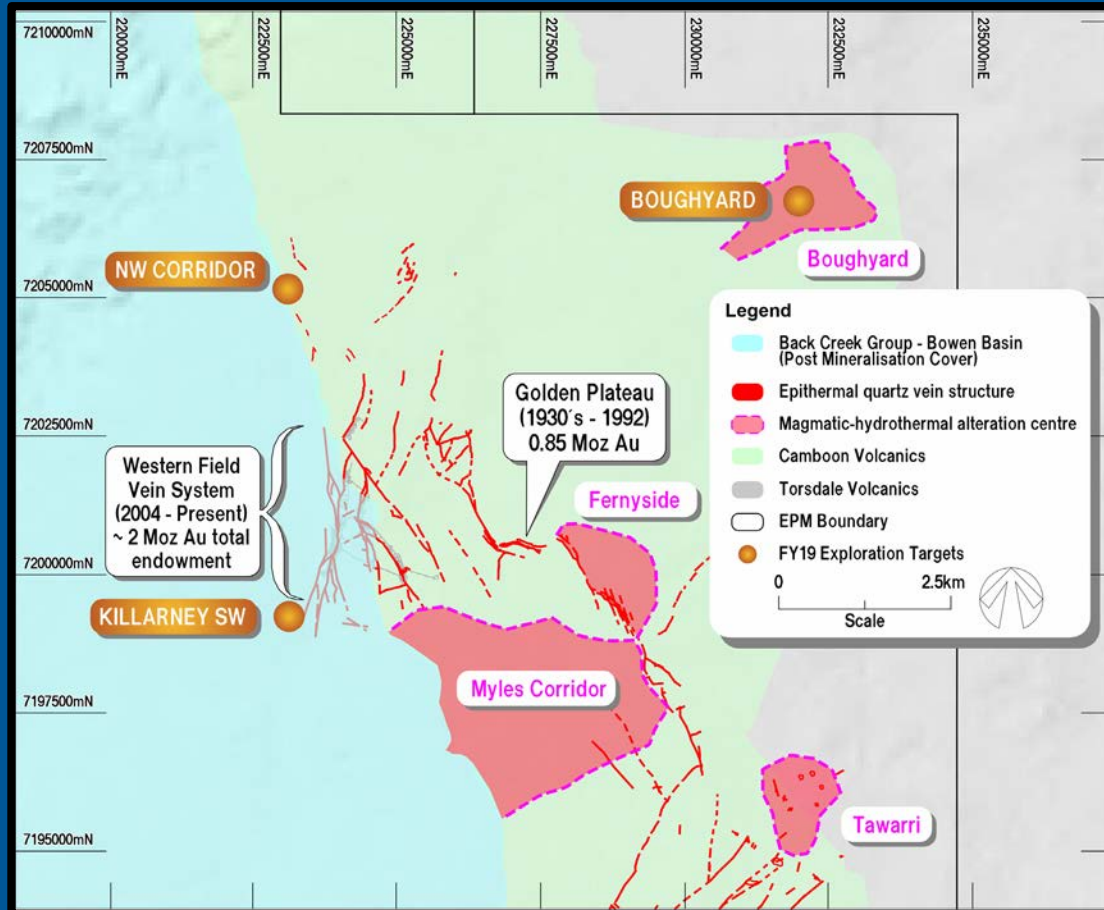 7210000mN
220000mE
222500mE
225000mE
227500mE
230000mE
232500mE
235000mE
7207500mN
BOUGHYARD
Boughyard
NW CORRIDOR
7205000mN
Legend
Back Creek Group - Bowen Basin
(Post Mineralisation Cover)
Epithermal quartz vein structure
Magmatic-hydrothermal alteration centre
Camboon Volcanics
Torsdale Volcanics
EPM Boundary
FY19 Exploration Targets
0 2.5km
Scale
7202500mN
Golden Plateau
(1930´s - 1992)
0.85 Moz Au
Western Field
Vein System
(2004 - Present)
~ 2 Moz Au total
endowment
Fernyside
7200000mN
KILLARNEY SW
Myles Corridor
7197500mN
Tawarri
7195000mN